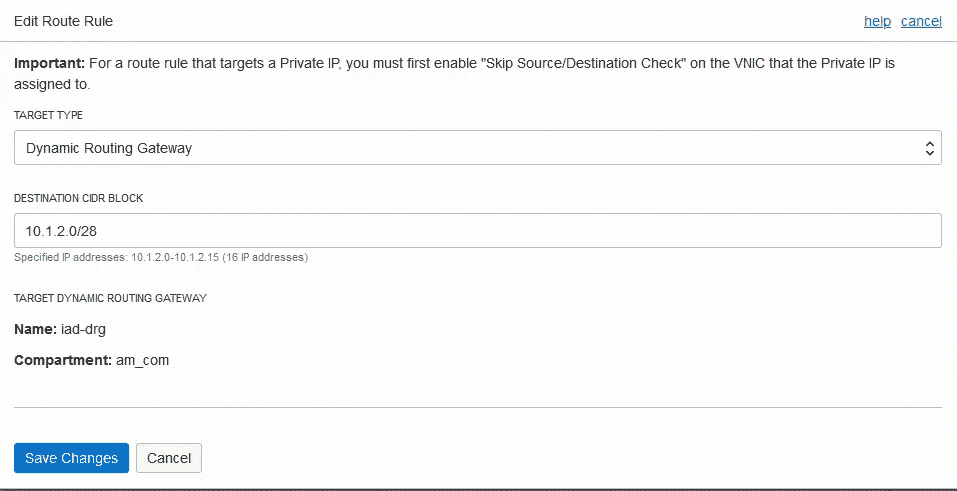 Edit Route Rule
help cancel
Important: For a route rule that targets a Private IP, you must first enable "Skip Source/Destination Check" on the VNIC that the Private IP is
assigned to.
TARGET TYPE
Dynamic Routing Gateway
DESTINATION CIDR BLOCK
10.1.2.0/28
Specified IP addresses: 10.1.2.0-10.1.2.15 (16 IP addresses)
TARGET DYNAMIC ROUTING GATEWAY
Name: iad-drg
Compartment: am_com
Save Changes Cancel